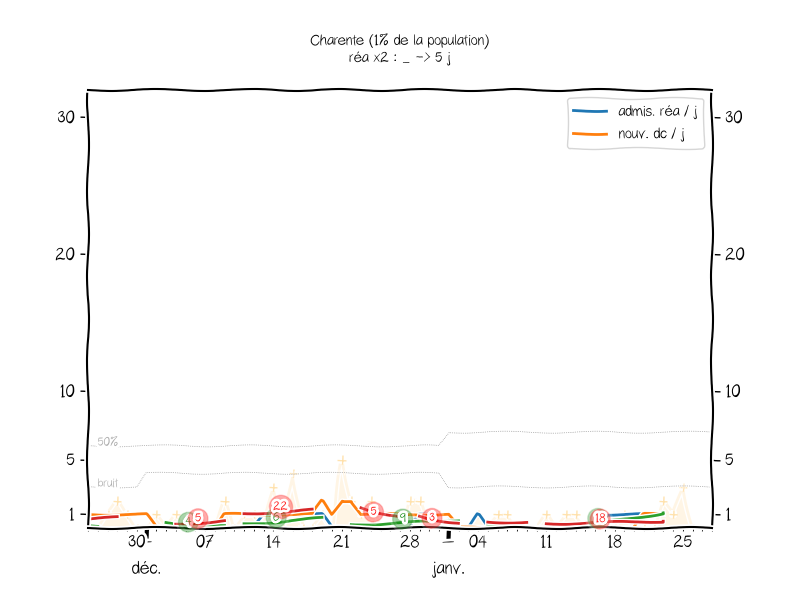 Charente (1% de la population)
réa x2 : _ -> 5 j
admis. réa / j
nouv. dc / j
30 30
20 20
10 10
50%
5 5
bruit
1 1
4 5 22 6 5 9 3 18
30 07 14 21 28 04 11 18 25
déc. janv.